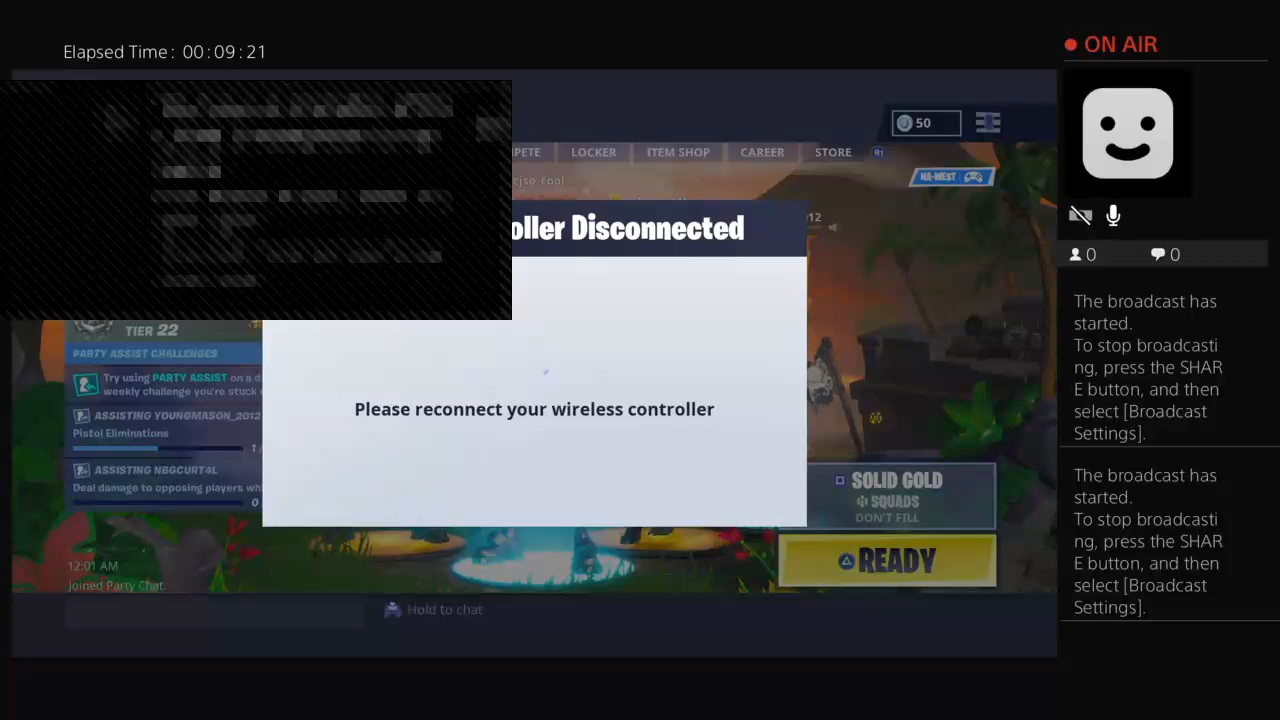 Elapsed Time: 00:09:21
ON AIR
50
LOCKER
ITEM SHOP
CAREER
STORE
R1
cjsp cool
NA-WEST
Disconnected
Please reconnect your wireless controller
TIER 22
PARTY ASSIST CHALLENGES
Try using PARTY ASSIST on a
weekly challenge you're stuck
ASSISTING YOUNGMASON_2012
Pistol Eliminations
1
ASSISTING NBGCURT4L
Deal damage to opposing players
0
SOLID GOLD
SQUADS
DON'T FILL
READY
12:01 AM
Joined Party Chat.
Hold to chat
0
0
The broadcast has
started.
To stop broadcasti
ng, press the SHAR
E button, and then
select [Broadcast
Settings].
The broadcast has
started.
To stop broadcasti
ng, press the SHAR
E button, and then
select [Broadcast
Settings].